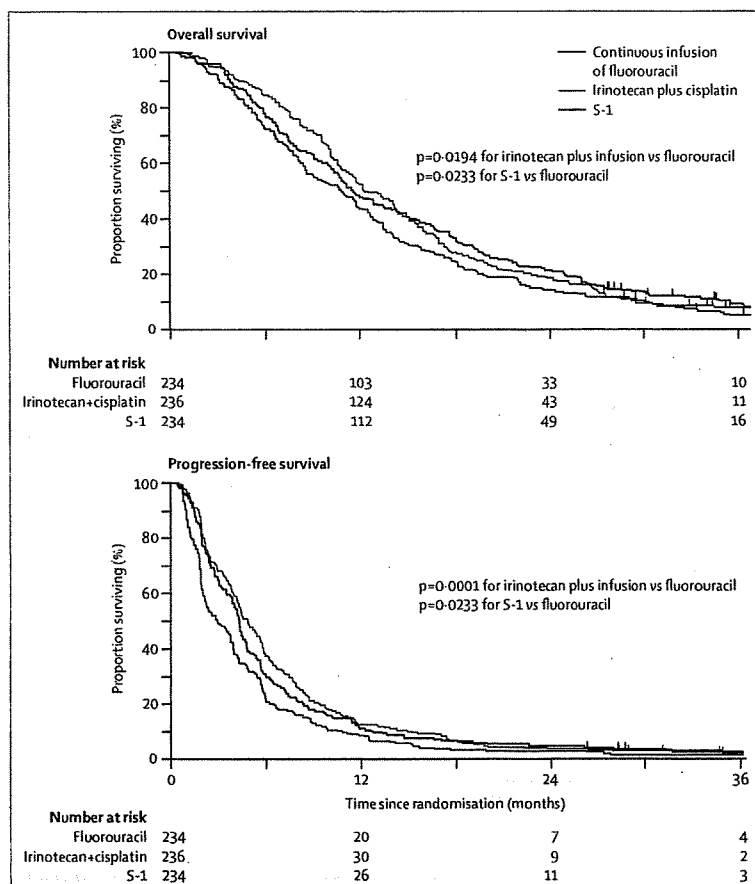 Overall survival
100
80
60
40
20
0
Proportion surviving (%)
Continuous infusion
of fluorouracil
Irinotecan plus cisplatin
S-1
p=0·0194 for irinotecan plus infusion vs fluorouracil
p=0·0233 for S-1 vs fluorouracil
Number at risk
Fluorouracil 234 103 33 10
Irinotecan+cisplatin 236 124 43 11
S-1 234 112 49 16
Progression-free survival
100
80
60
40
20
0
Proportion surviving (%)
p=0·0001 for irinotecan plus infusion vs fluorouracil
p=0·0233 for S-1 vs fluorouracil
0 12 24 36
Time since randomisation (months)
Number at risk
Fluorouracil 234 20 7 4
Irinotecan+cisplatin 236 30 9 2
S-1 234 26 11 3